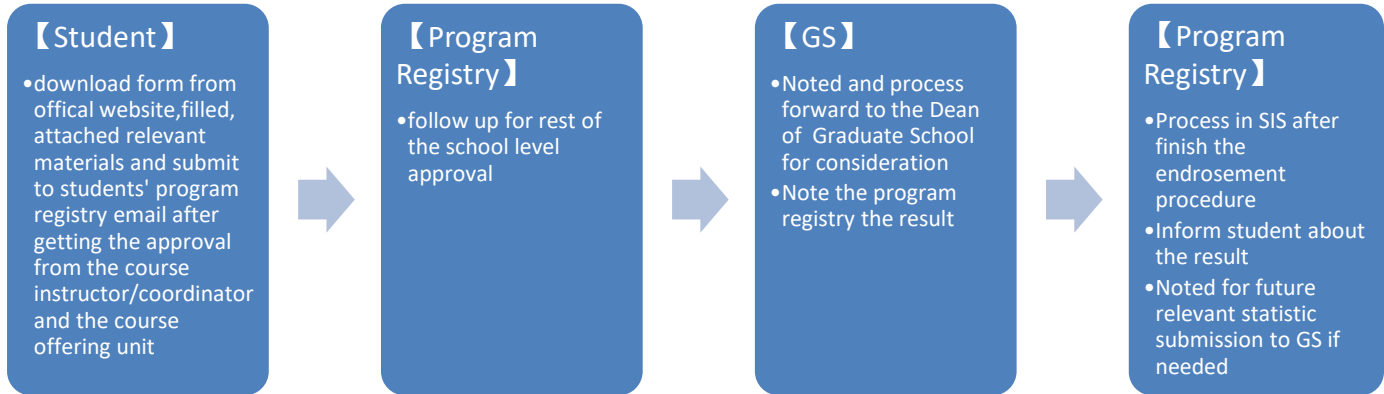 【Student】
•download form from
offical website,filled,
attached relevant
materials and submit
to students' program
registry email after
getting the approval
from the course
instructor/coordinator
and the course
offering unit
【Program
Registry】
•follow up for rest of
the school level
approval
【GS】
•Noted and process
forward to the Dean
of Graduate School
for consideration
•Note the program
registry the result
【Program
Registry】
•Process in SIS after
finish the
endrosement
procedure
•Inform student about
the result
•Noted for future
relevant statistic
submission to GS if
needed